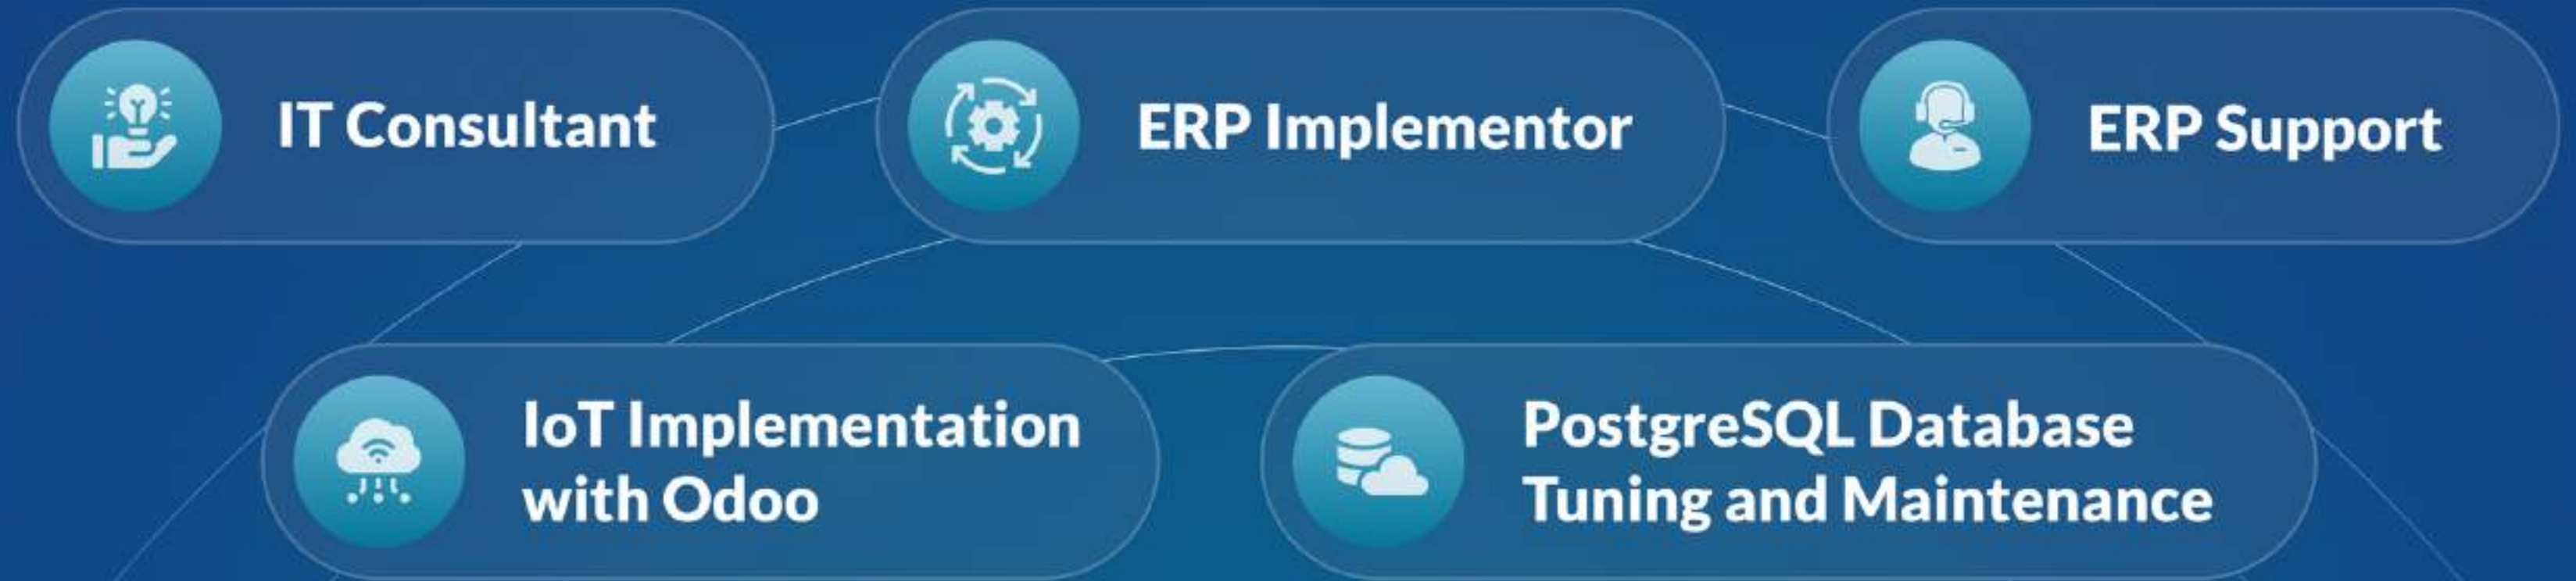 IT Consultant
ERP Implementor
ERP Support
IoT Implementation
with Odoo
PostgreSQL Database
Tuning and Maintenance